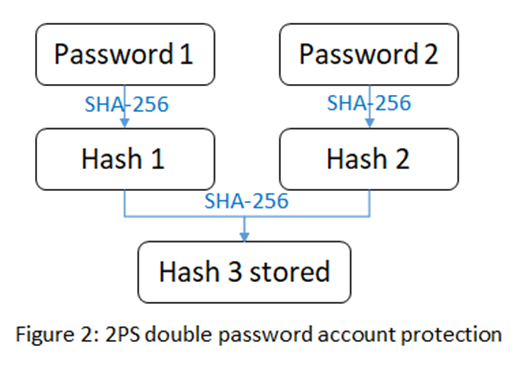 Password 1
Password 2
SHA-256
SHA-256
Hash 1
Hash 2
SHA-256
Hash 3 stored
Figure 2: 2PS double password account protection